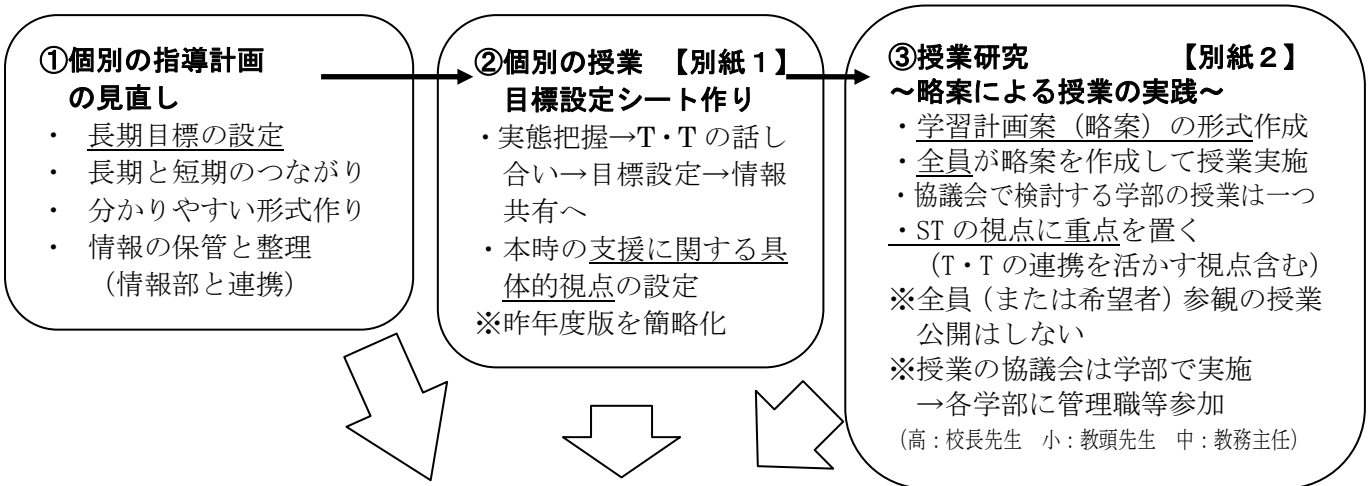 ①個別の指導計画
の見直し
・ 長期目標の設定
・ 長期と短期のつながり
・ 分かりやすい形式作り
・ 情報の保管と整理
（情報部と連携）
②個別の授業 【別紙１】
目標設定シート作り
・実態把握→T・T の話し
合い→目標設定→情報
共有へ
・本時の支援に関する具
体的視点の設定
※昨年度版を簡略化
③授業研究 【別紙２】
～略案による授業の実践～
・学習計画案（略案）の形式作成
・全員が略案を作成して授業実施
・協議会で検討する学部の授業は一つ
・ST の視点に重点を置く
（T・T の連携を活かす視点含む）
※全員（または希望者）参観の授業
公開はしない
※授業の協議会は学部で実施
→各学部に管理職等参加
（高：校長先生 小：教頭先生 中：教務主任）